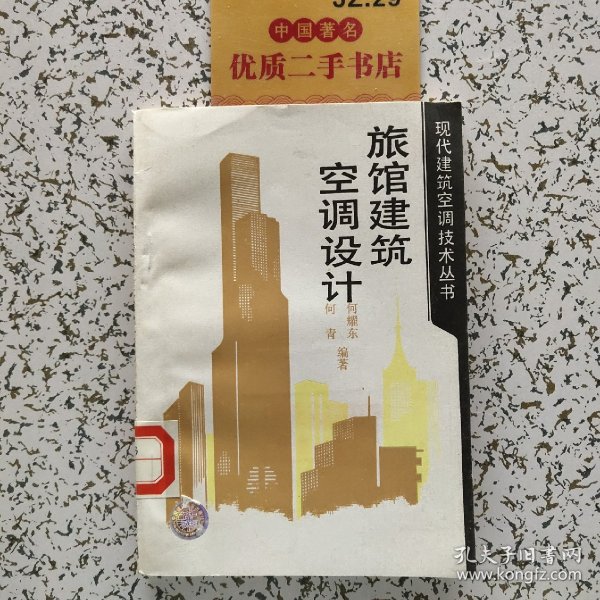 32.29
中国著名
优质二手书店
现代建筑空调技术丛书
旅馆建筑
空调设计
何耀东
何青
编著
孔夫子旧书网
www.kongfz.com